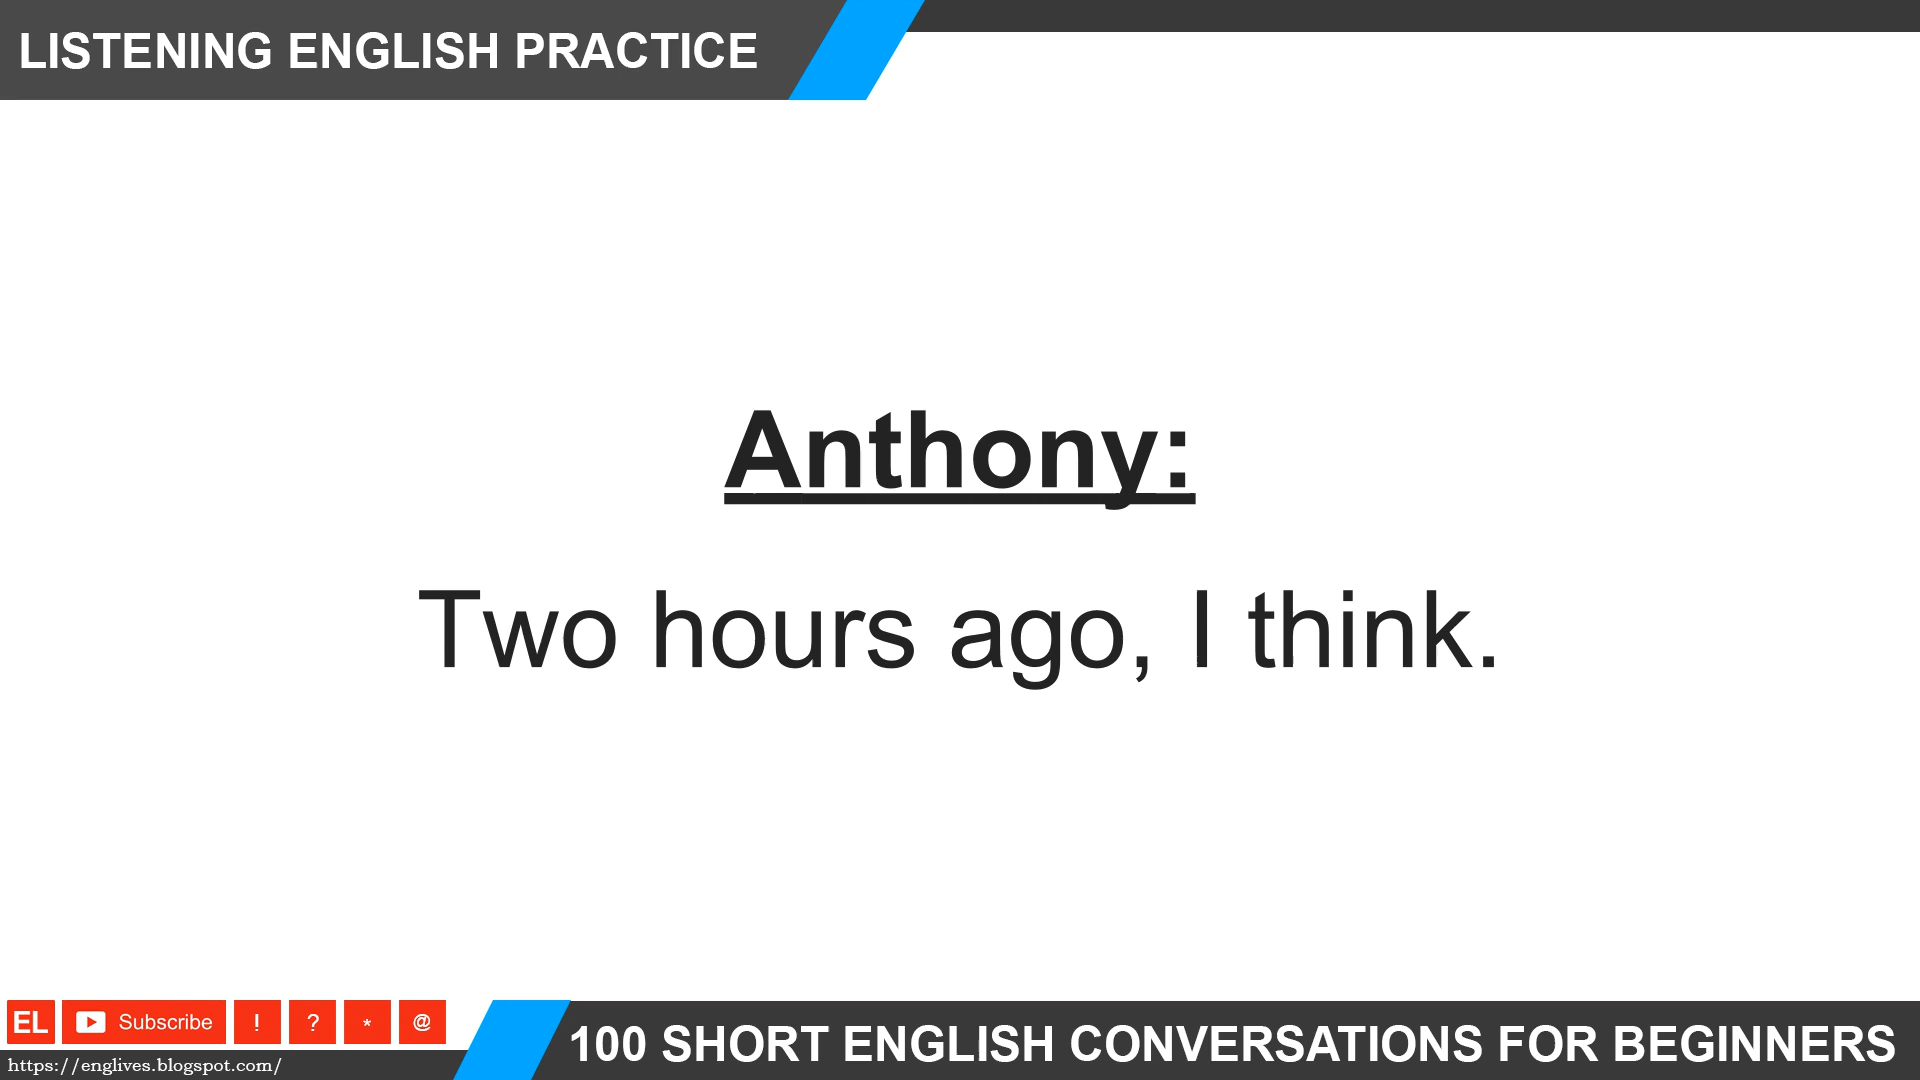 LISTENING ENGLISH PRACTICE
Anthony:
Two hours ago, I think.
EL Subscribe ! ? * @
https://englives.blogspot.com/
100 SHORT ENGLISH CONVERSATIONS FOR BEGINNERS